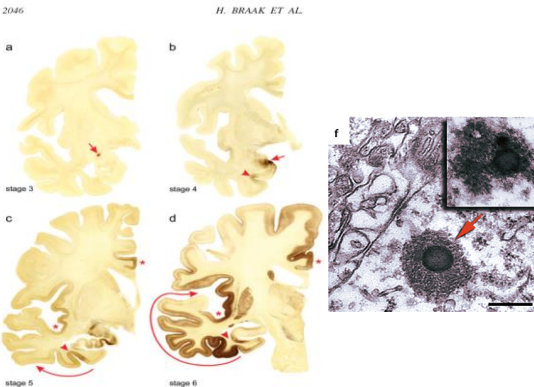 2046
H. BRAAK ET AL.
a
b
stage 3
stage 4
f
c
d
*
*
*
*
stage 5
stage 6